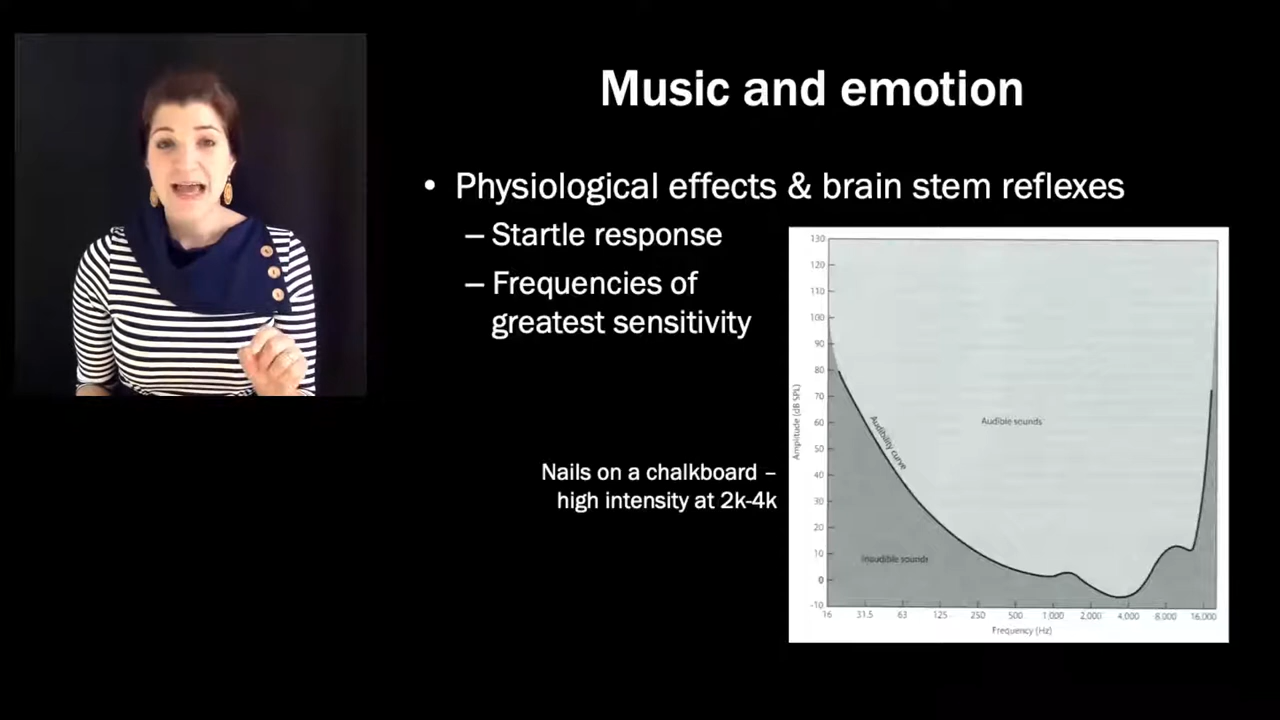 Music and emotion
• Physiological effects & brain stem reflexes
– Startle response
– Frequencies of
greatest sensitivity
Nails on a chalkboard –
high intensity at 2k-4k
130
120
110
100
90
80
70
60
50
40
30
20
10
0
-10
Amplitude (dB SPL)
Audibility curve
Audible sounds
Inaudible sounds
16 31.5 63 125 250 500 1,000 2,000 4,000 8,000 16,000
Frequency (Hz)